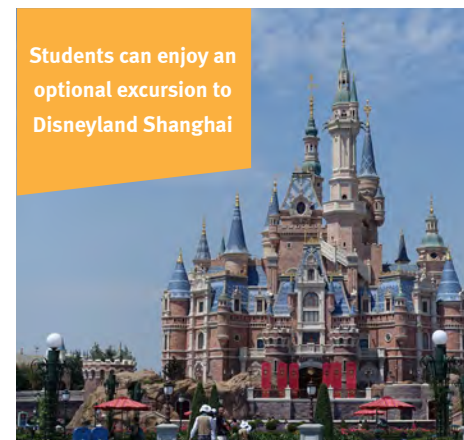 Students can enjoy an
optional excursion to
Disneyland Shanghai